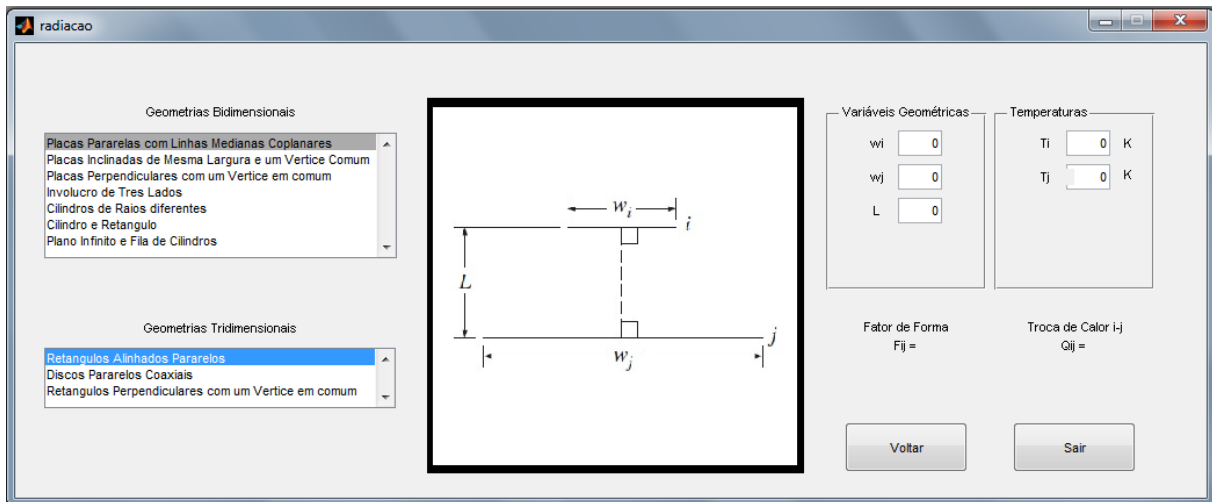 radiacao
Geometrias Bidimensionais
Placas Pararelas com Linhas Medianas Coplanares
Placas Inclinadas de Mesma Largura e um Vertice Comum
Placas Perpendiculares com um Vertice em comum
Involucro de Tres Lados
Cilindros de Raios diferentes
Cilindro e Retangulo
Plano Infinito e Fila de Cilindros
Geometrias Tridimensionais
Retangulos Alinhados Pararelos
Discos Pararelos Coaxiais
Retangulos Perpendiculares com um Vertice em comum
w_i
i
L
j
w_j
Variáveis Geométricas
wi 0
wj 0
L 0
Temperaturas
Ti 0 K
Tj 0 K
Fator de Forma
Fij =
Troca de Calor i-j
Qij =
Voltar
Sair